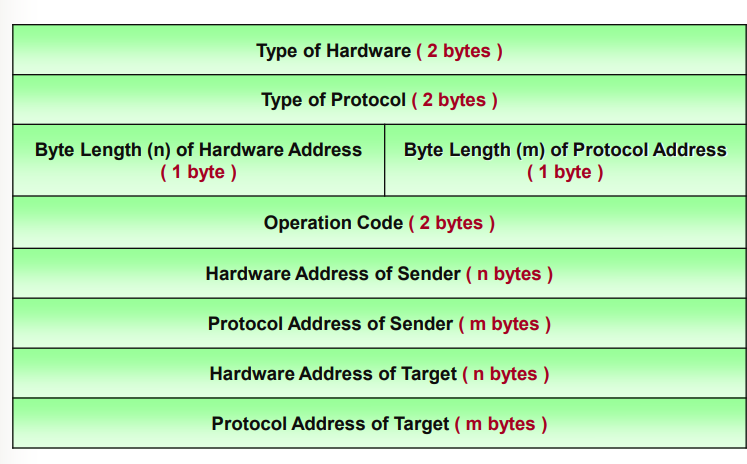 Type of Hardware ( 2 bytes )
Type of Protocol ( 2 bytes )
Byte Length (n) of Hardware Address
( 1 byte )
Byte Length (m) of Protocol Address
( 1 byte )
Operation Code ( 2 bytes )
Hardware Address of Sender ( n bytes )
Protocol Address of Sender ( m bytes )
Hardware Address of Target ( n bytes )
Protocol Address of Target ( m bytes )